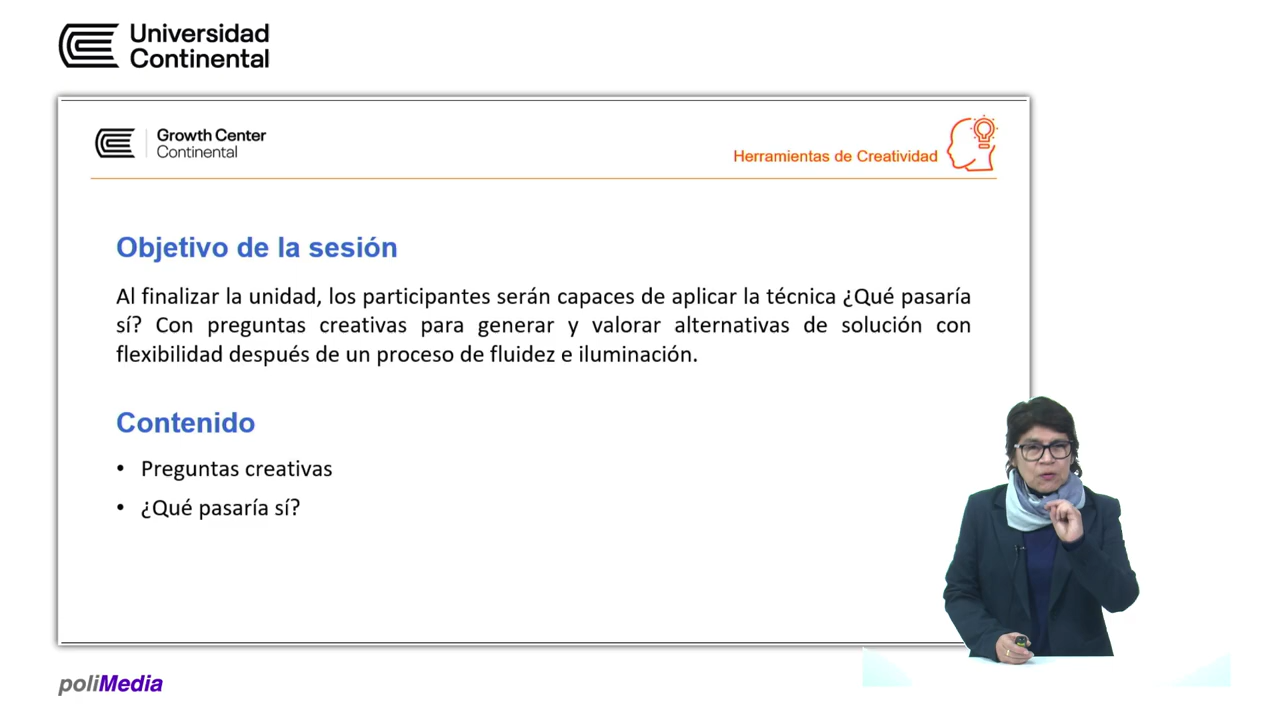 Universidad
Continental
Growth Center
Continental
Herramientas de Creatividad
Objetivo de la sesión
Al finalizar la unidad, los participantes serán capaces de aplicar la técnica ¿Qué pasaría
sí? Con preguntas creativas para generar y valorar alternativas de solución con
flexibilidad después de un proceso de fluidez e iluminación.
Contenido
• Preguntas creativas
• ¿Qué pasaría sí?
poliMedia